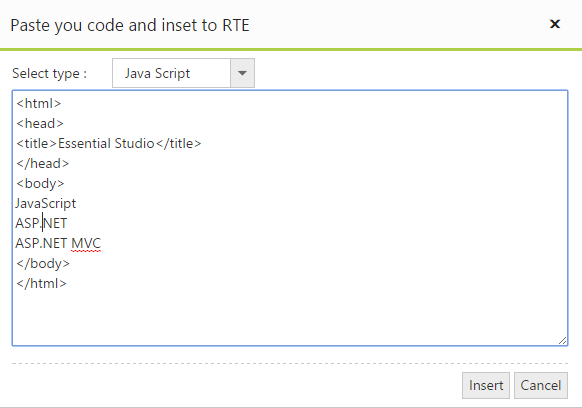 Paste you code and inset to RTE
Select type : Java Script
<html>
<head>
<title>Essential Studio</title>
</head>
<body>
JavaScript
ASP.NET
ASP.NET MVC
</body>
</html>
Insert Cancel